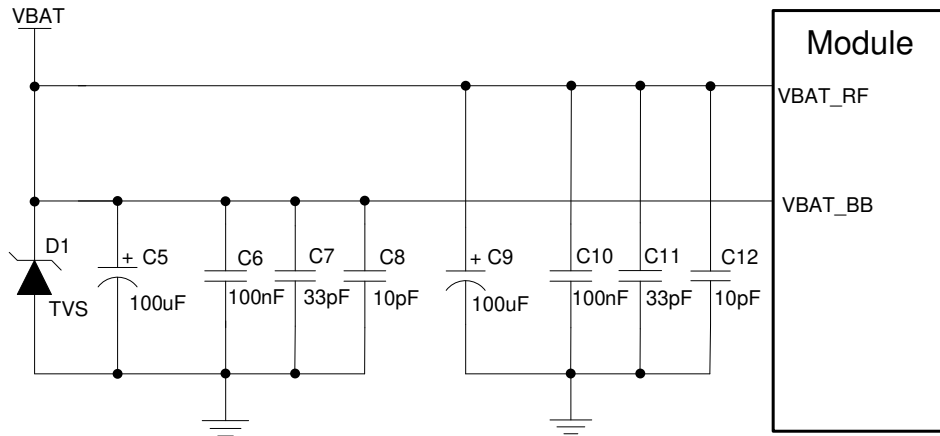 VBAT
Module
VBAT_RF
VBAT_BB
D1
TVS
+ C5
100uF
C6
100nF
C7
33pF
C8
10pF
+ C9
100uF
C10
100nF
C11
33pF
C12
10pF